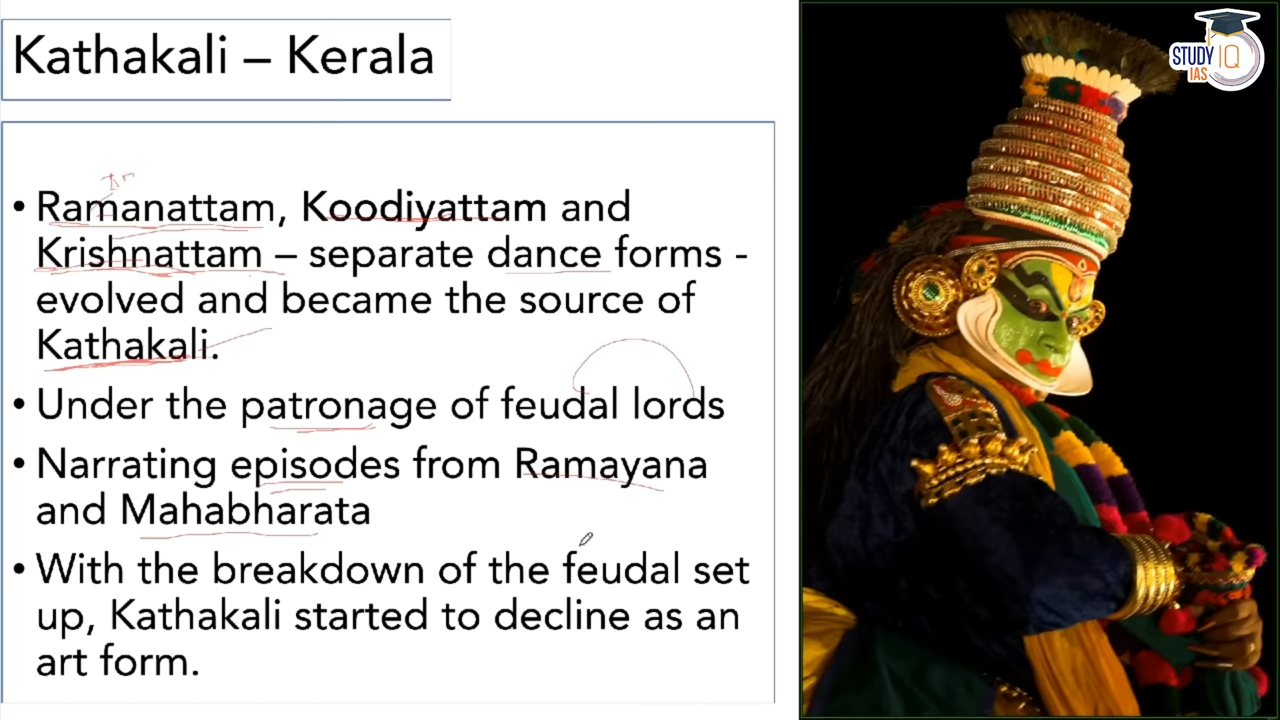 Kathakali – Kerala
• Ramanattam, Koodiyattam and
Krishnattam – separate dance forms -
evolved and became the source of
Kathakali.
• Under the patronage of feudal lords
• Narrating episodes from Ramayana
and Mahabharata
• With the breakdown of the feudal set
up, Kathakali started to decline as an
art form.
STUDY IQ
IAS